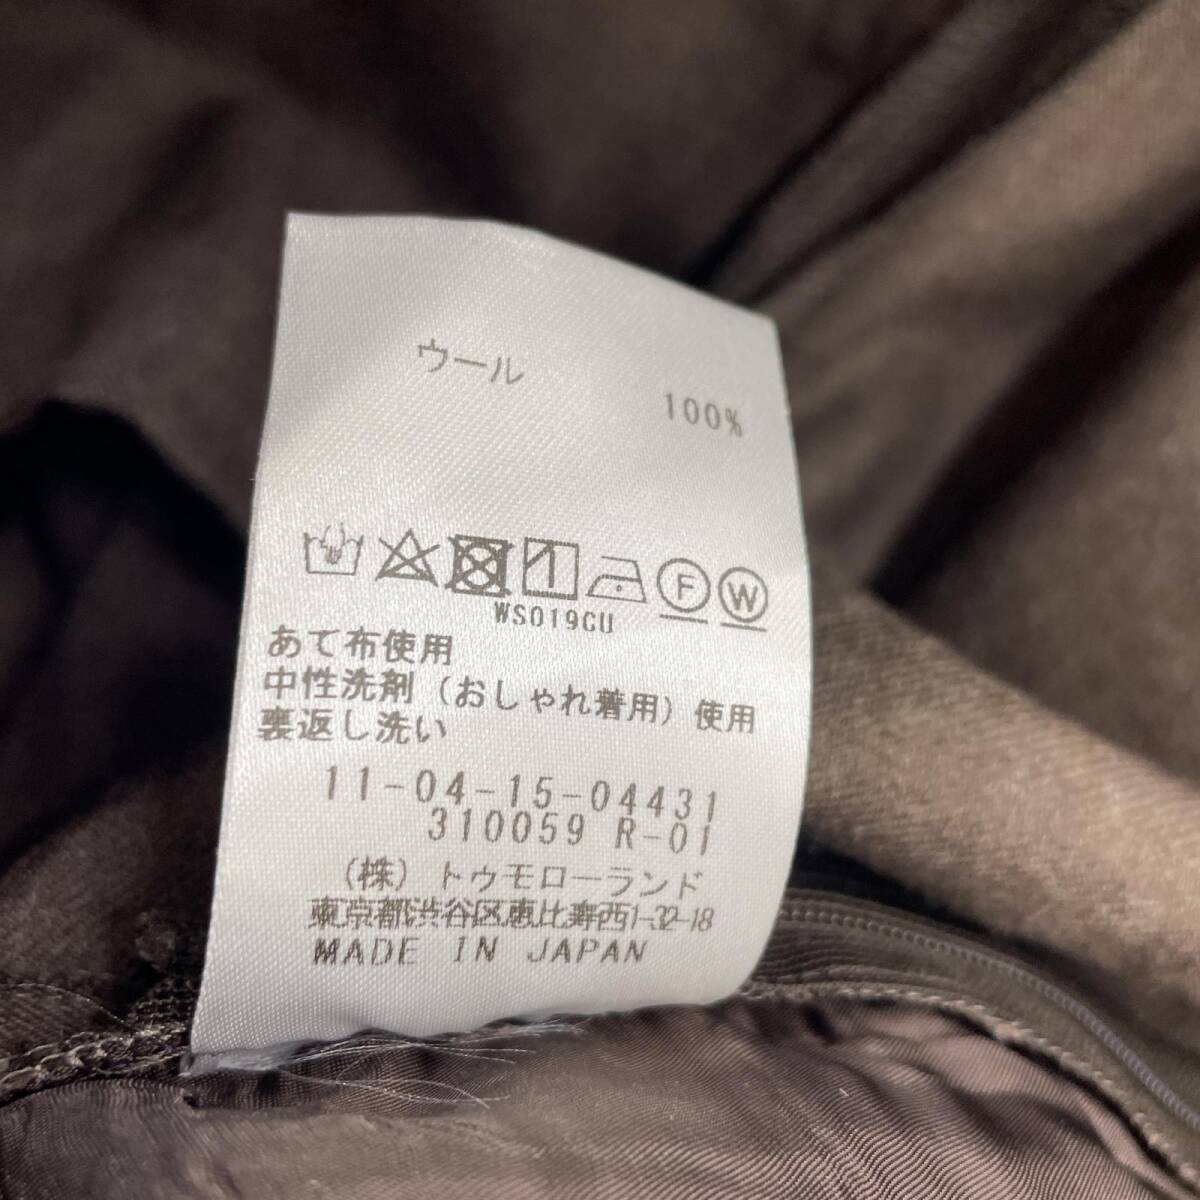 ウール
100%
F W
WS019CU
あて布使用
中性洗剤（おしゃれ着用）使用
裏返し洗い
11-04-15-04431
310059 R-01
（株）トゥモローランド
東京都渋谷区恵比寿西1-32-18
MADE IN JAPAN